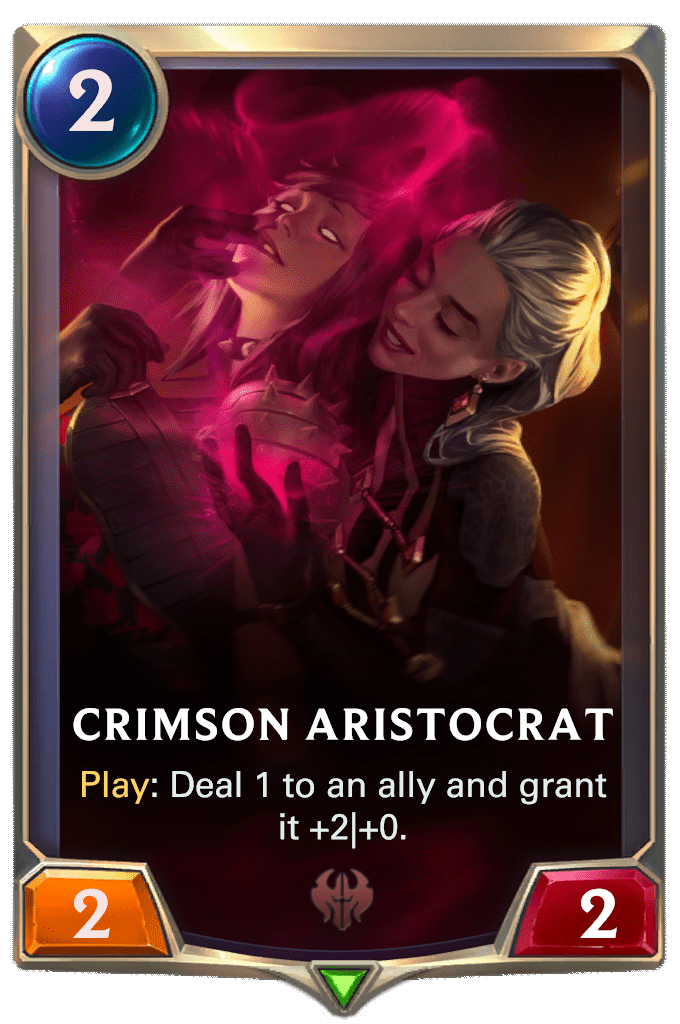 2
CRIMSON ARISTOCRAT
Play: Deal 1 to an ally and grant
it +2|+0.
2
2